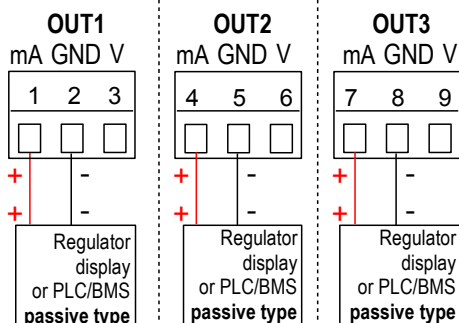 OUT1
mA GND V
1 2 3
+ -
+ -
Regulator
display
or PLC/BMS
passive type
OUT2
mA GND V
4 5 6
+ -
+ -
Regulator
display
or PLC/BMS
passive type
OUT3
mA GND V
7 8 9
+ -
+ -
Regulator
display
or PLC/BMS
passive type